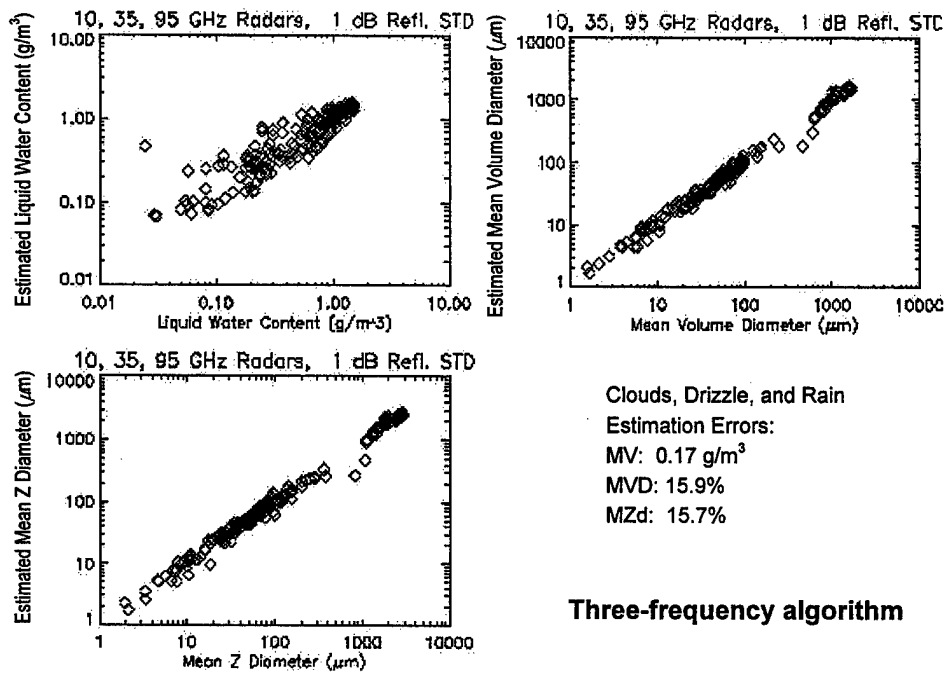 10, 35, 95 GHz Radars, 1 dB Refl. STD
Estimated Liquid Water Content (g/m³)
10.00
1.00
0.10
0.01
0.01 0.10 1.00 10.00
Liquid Water Content [g/m^3)
10, 35, 95 GHz Radars, 1 dB Refl. STD
Estimated Mean Volume Diameter (μm)
10000
1000
100
10
1
1 10 100 1000 10000
Mean Volume Diameter (μm)
10, 35, 95 GHz Radars, 1 dB Refl. STD
Estimated Mean Z Diameter (μm)
10000
1000
100
10
1
1 10 100 1000 10000
Mean Z Diameter (μm)
Clouds, Drizzle, and Rain
Estimation Errors:
MV: 0.17 g/m³
MVD: 15.9%
MZd: 15.7%
Three-frequency algorithm